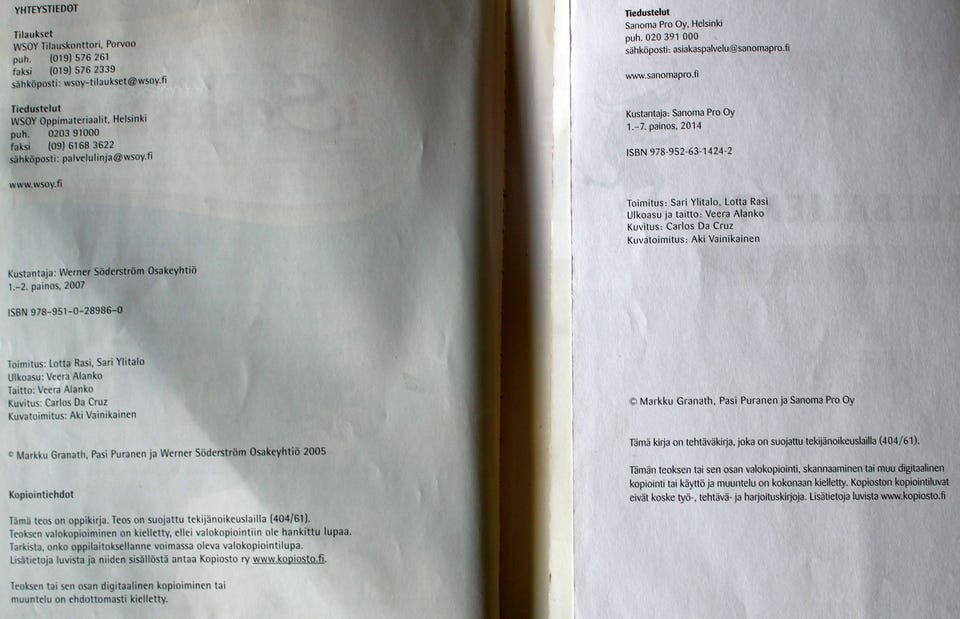 YHTEYSTIEDOT
Tilaukset
WSOY Tilauskonttori, Porvoo
puh. (019) 576 261
faksi (019) 576 2339
sähköposti: wsoy-tilaukset@wsoy.fi
Tiedustelut
WSOY Oppimateriaalit, Helsinki
puh. 0203 91000
faksi (09) 6168 3622
sähköposti: palvelulinja@wsoy.fi
www.wsoy.fi
Kustantaja: Werner Söderström Osakeyhtiö
1.–2. painos, 2007
ISBN 978-951-0-28986-0
Toimitus: Lotta Rasi, Sari Ylitalo
Ulkoasu: Veera Alanko
Taitto: Veera Alanko
Kuvitus: Carlos Da Cruz
Kuvatoimitus: Aki Vainikainen
© Markku Granath, Pasi Puranen ja Werner Söderström Osakeyhtiö 2005
Kopiointiehdot
Tämä teos on oppikirja. Teos on suojattu tekijänoikeuslailla (404/61).
Teoksen valokopioiminen on kielletty, ellei valokopiointiin ole hankittu lupaa.
Tarkista, onko oppilaitoksellanne voimassa oleva valokopiointilupa.
Lisätietoja luvista ja niiden sisällöstä antaa Kopiosto ry www.kopiosto.fi.
Teoksen tai sen osan digitaalinen kopioiminen tai
muuntelu on ehdottomasti kielletty.
Tiedustelut
Sanoma Pro Oy, Helsinki
puh. 020 391 000
sähköposti: asiakaspalvelu@sanomapro.fi
www.sanomapro.fi
Kustantaja: Sanoma Pro Oy
1.–7. painos, 2014
ISBN 978-952-63-1424-2
Toimitus: Sari Ylitalo, Lotta Rasi
Ulkoasu ja taitto: Veera Alanko
Kuvitus: Carlos Da Cruz
Kuvatoimitus: Aki Vainikainen
© Markku Granath, Pasi Puranen ja Sanoma Pro Oy
Tämä kirja on tehtäväkirja, joka on suojattu tekijänoikeuslailla (404/61).
Tämän teoksen tai sen osan valokopiointi, skannaaminen tai muu digitaalinen
kopiointi tai käyttö ja muuntelu on kokonaan kielletty. Kopioston kopiointiluvat
eivät koske työ-, tehtävä- ja harjoituskirjoja. Lisätietoja luvista www.kopiosto.fi